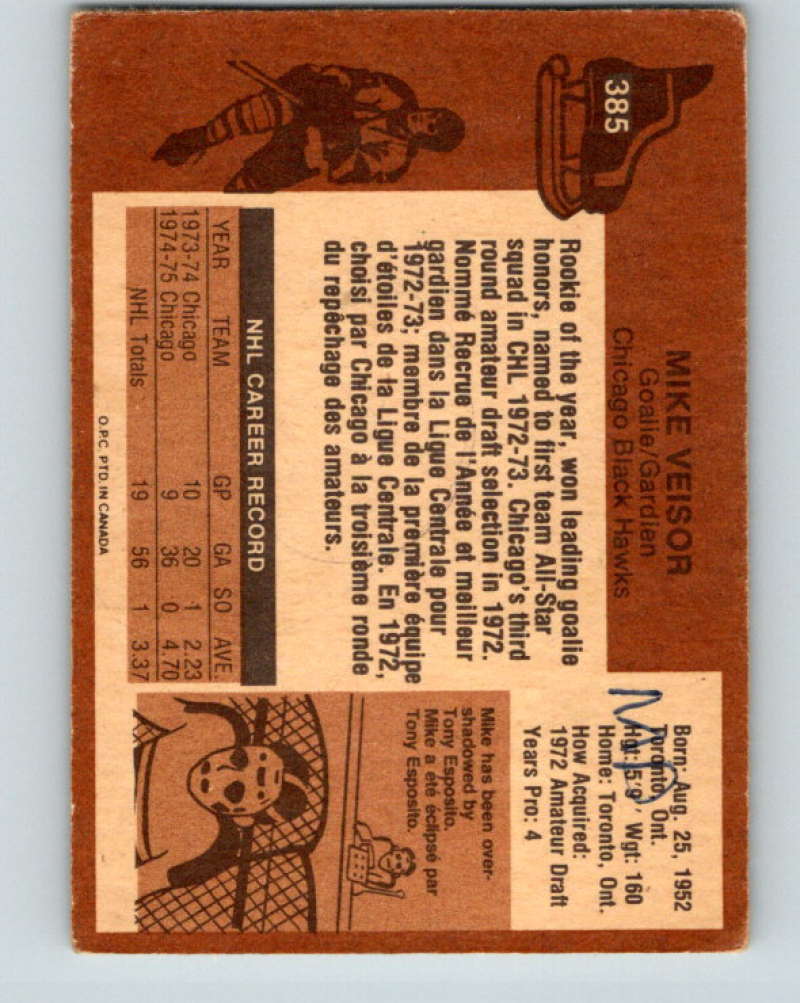 385
MIKE VEISOR
Goalie/Gardien
Chicago Black Hawks
Born: Aug. 25, 1952
Toronto, Ont.
Hgt: 5'9" Wgt: 160
Home: Toronto, Ont.
How Acquired:
1972 Amateur Draft
Years Pro: 4
Rookie of the year, won leading goalie
honors, named to first team All-Star
squad in CHL 1972-73. Chicago's third
round amateur draft selection in 1972.
Nommé Recrue de l'Année et meilleur
gardien dans la Ligue Centrale pour
1972-73; membre de la première équipe
d'étoiles de la Ligue Centrale. En 1972,
choisi par Chicago à la troisième ronde
du repêchage des amateurs.
Mike has been over-
shadowed by
Tony Esposito.
Mike a été éclipsé par
Tony Esposito.
NHL CAREER RECORD
YEAR TEAM GP GA SO AVE.
1973-74 Chicago 10 20 1 2.23
1974-75 Chicago 9 36 0 4.70
NHL Totals 19 56 1 3.37
O.P.C. PTD. IN CANADA